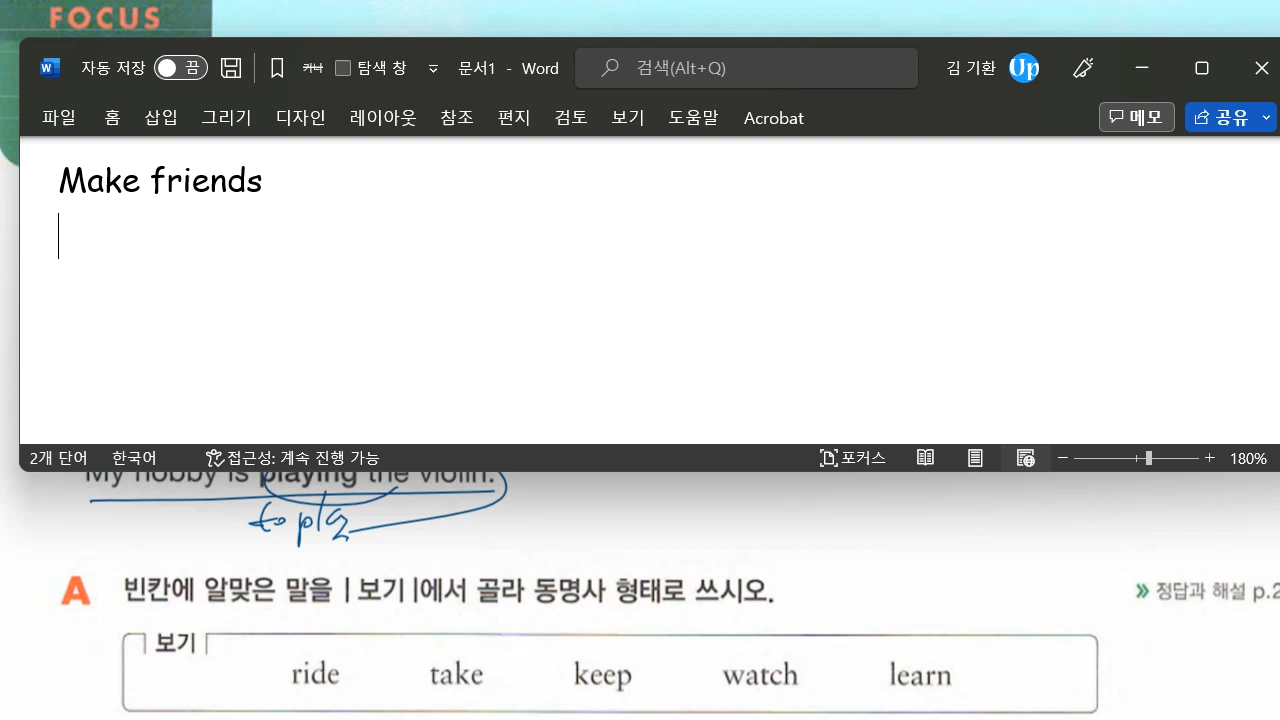 FOCUS
자동 저장 끔 가나 탐색 창 문서1 - Word 검색(Alt+Q) 김 기환 Up
파일 홈 삽입 그리기 디자인 레이아웃 참조 편지 검토 보기 도움말 Acrobat 메모 공유
Make friends
2개 단어 한국어 접근성: 계속 진행 가능 포커스 180%
My hobby is playing the violin.
to play
A 빈칸에 알맞은 말을 |보기|에서 골라 동명사 형태로 쓰시오. 정답과 해설 p.2
보기
ride take keep watch learn